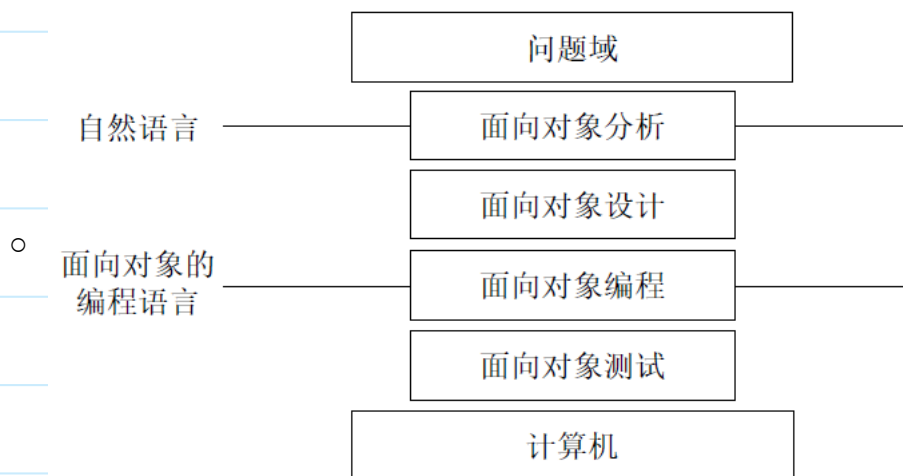 问题域
自然语言
面向对象分析
面向对象设计
面向对象的
编程语言
面向对象编程
面向对象测试
计算机